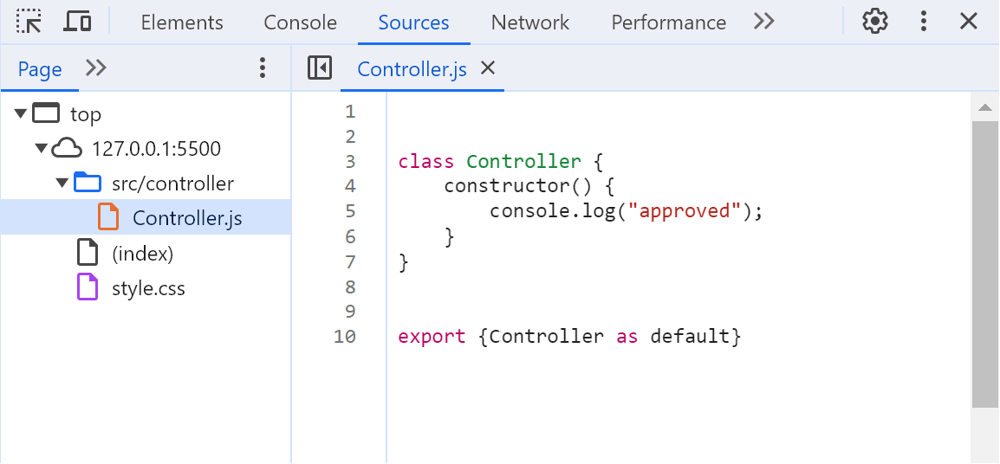 Elements Console Sources Network Performance
Page
Controller.js
top
127.0.0.1:5500
src/controller
Controller.js
(index)
style.css
1
2
3 class Controller {
4     constructor() {
5         console.log("approved");
6     }
7 }
8
9
10 export {Controller as default}